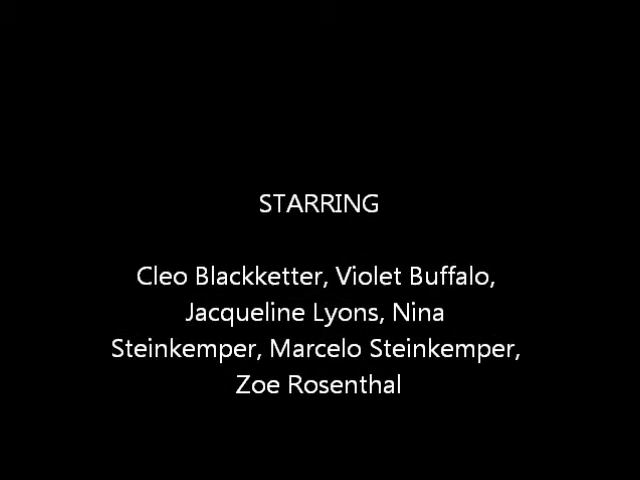 STARRING
Cleo Blackketter, Violet Buffalo,
Jacqueline Lyons, Nina
Steinkemper, Marcelo Steinkemper,
Zoe Rosenthal